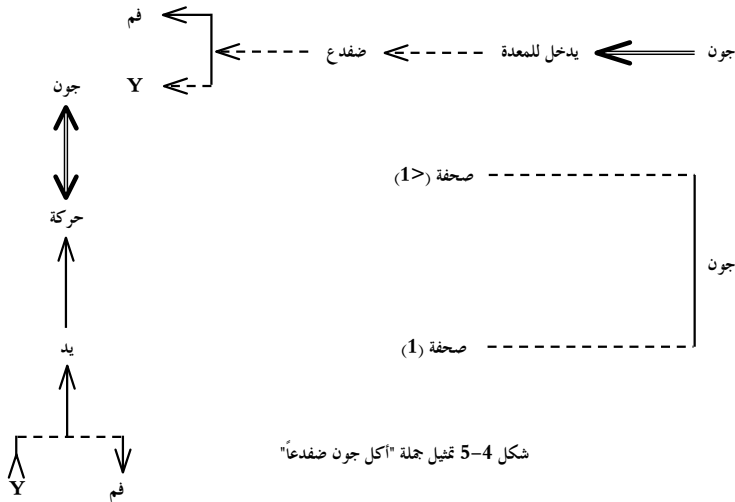 فم
جون يدخل للمعدة ضفدع
Y
جون
صحفة (<1)
حركة
جون
صحفة (1)
يد
شكل 4–5 تمثيل جملة "أكل جون ضفدعاً"
Y فم